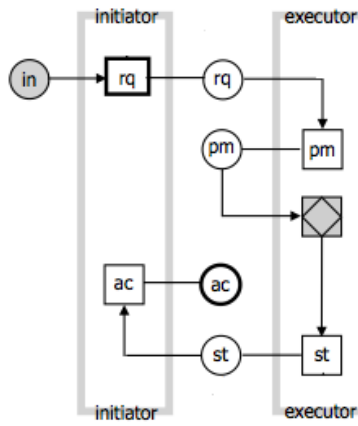 initiator executor
in rq rq
pm pm
ac ac
st st
initiator executor